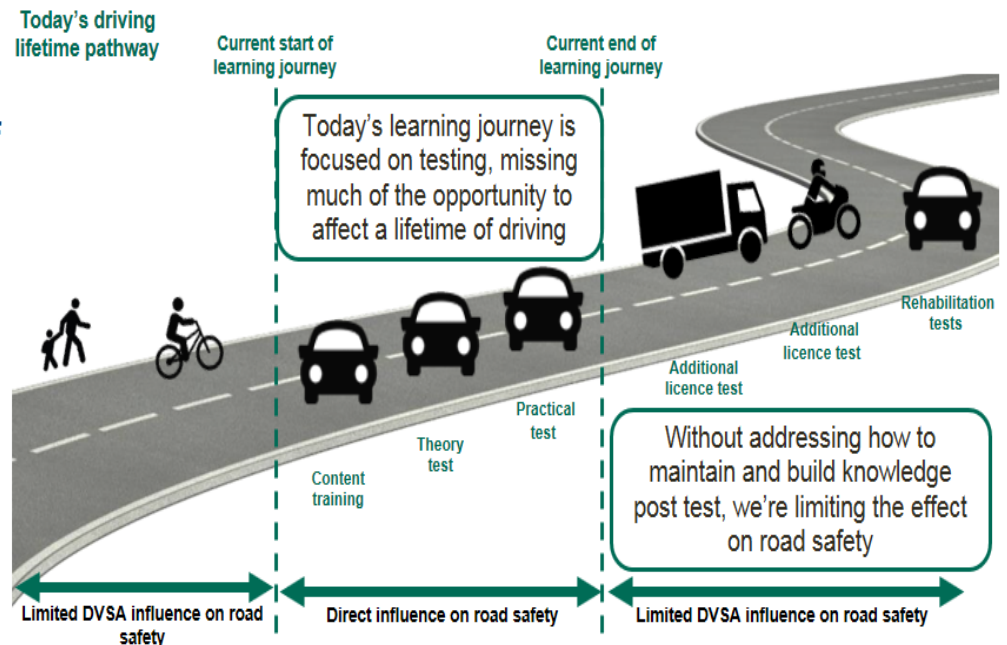 Today's driving
lifetime pathway
Current start of
learning journey
Current end of
learning journey
Today's learning journey is
focused on testing, missing
much of the opportunity to
affect a lifetime of driving
Rehabilitation
tests
Additional
licence test
Additional
licence test
Practical
test
Theory
test
Content
training
Without addressing how to
maintain and build knowledge
post test, we're limiting the effect
on road safety
Limited DVSA influence on road
safety
Direct influence on road safety
Limited DVSA influence on road safety